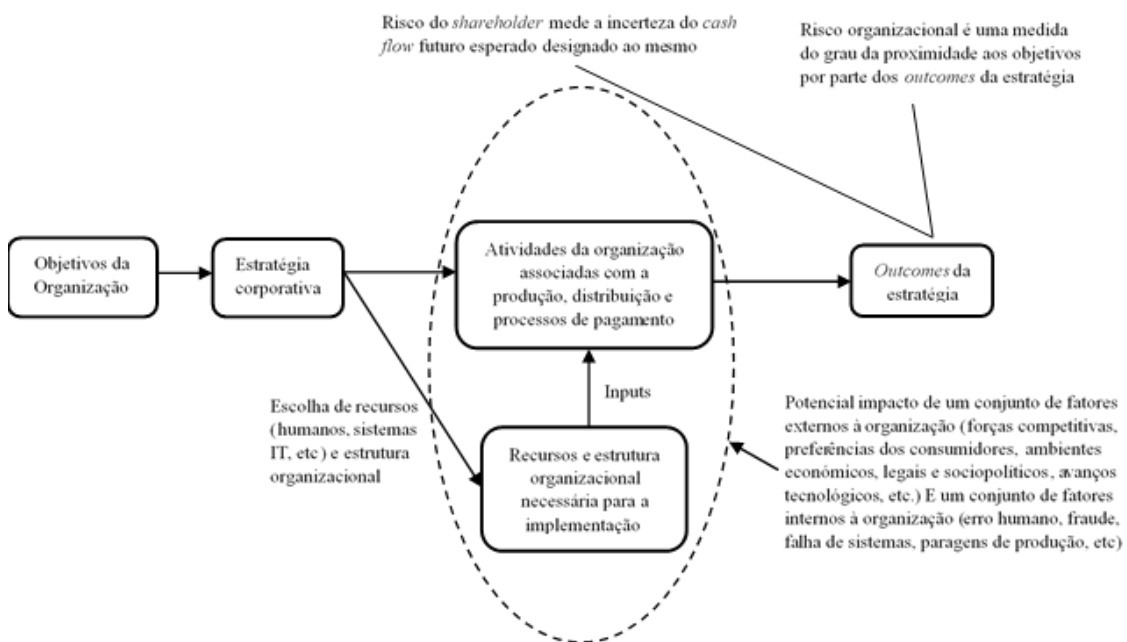 Risco do shareholder mede a incerteza do cash
flow futuro esperado designado ao mesmo
Risco organizacional é uma medida
do grau da proximidade aos objetivos
por parte dos outcomes da estratégia
Objetivos da
Organização
Estratégia
corporativa
Atividades da organização
associadas com a
produção, distribuição e
processos de pagamento
Outcomes da
estratégia
Escolha de recursos
(humanos, sistemas
IT, etc) e estrutura
organizacional
Inputs
Recursos e estrutura
organizacional
necessária para a
implementação
Potencial impacto de um conjunto de fatores
externos à organização (forças competitivas,
preferências dos consumidores, ambientes
económicos, legais e sociopolíticos, avanços
tecnológicos, etc.) E um conjunto de fatores
internos à organização (erro humano, fraude,
falha de sistemas, paragens de produção, etc)